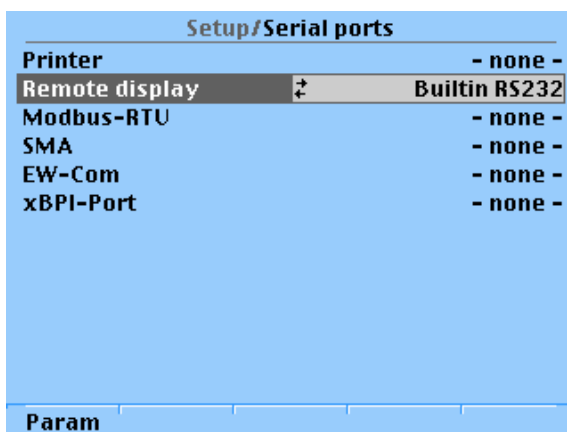 Setup/Serial ports
Printer - none -
Remote display Builtin RS232
Modbus-RTU - none -
SMA - none -
EW-Com - none -
xBPI-Port - none -
Param